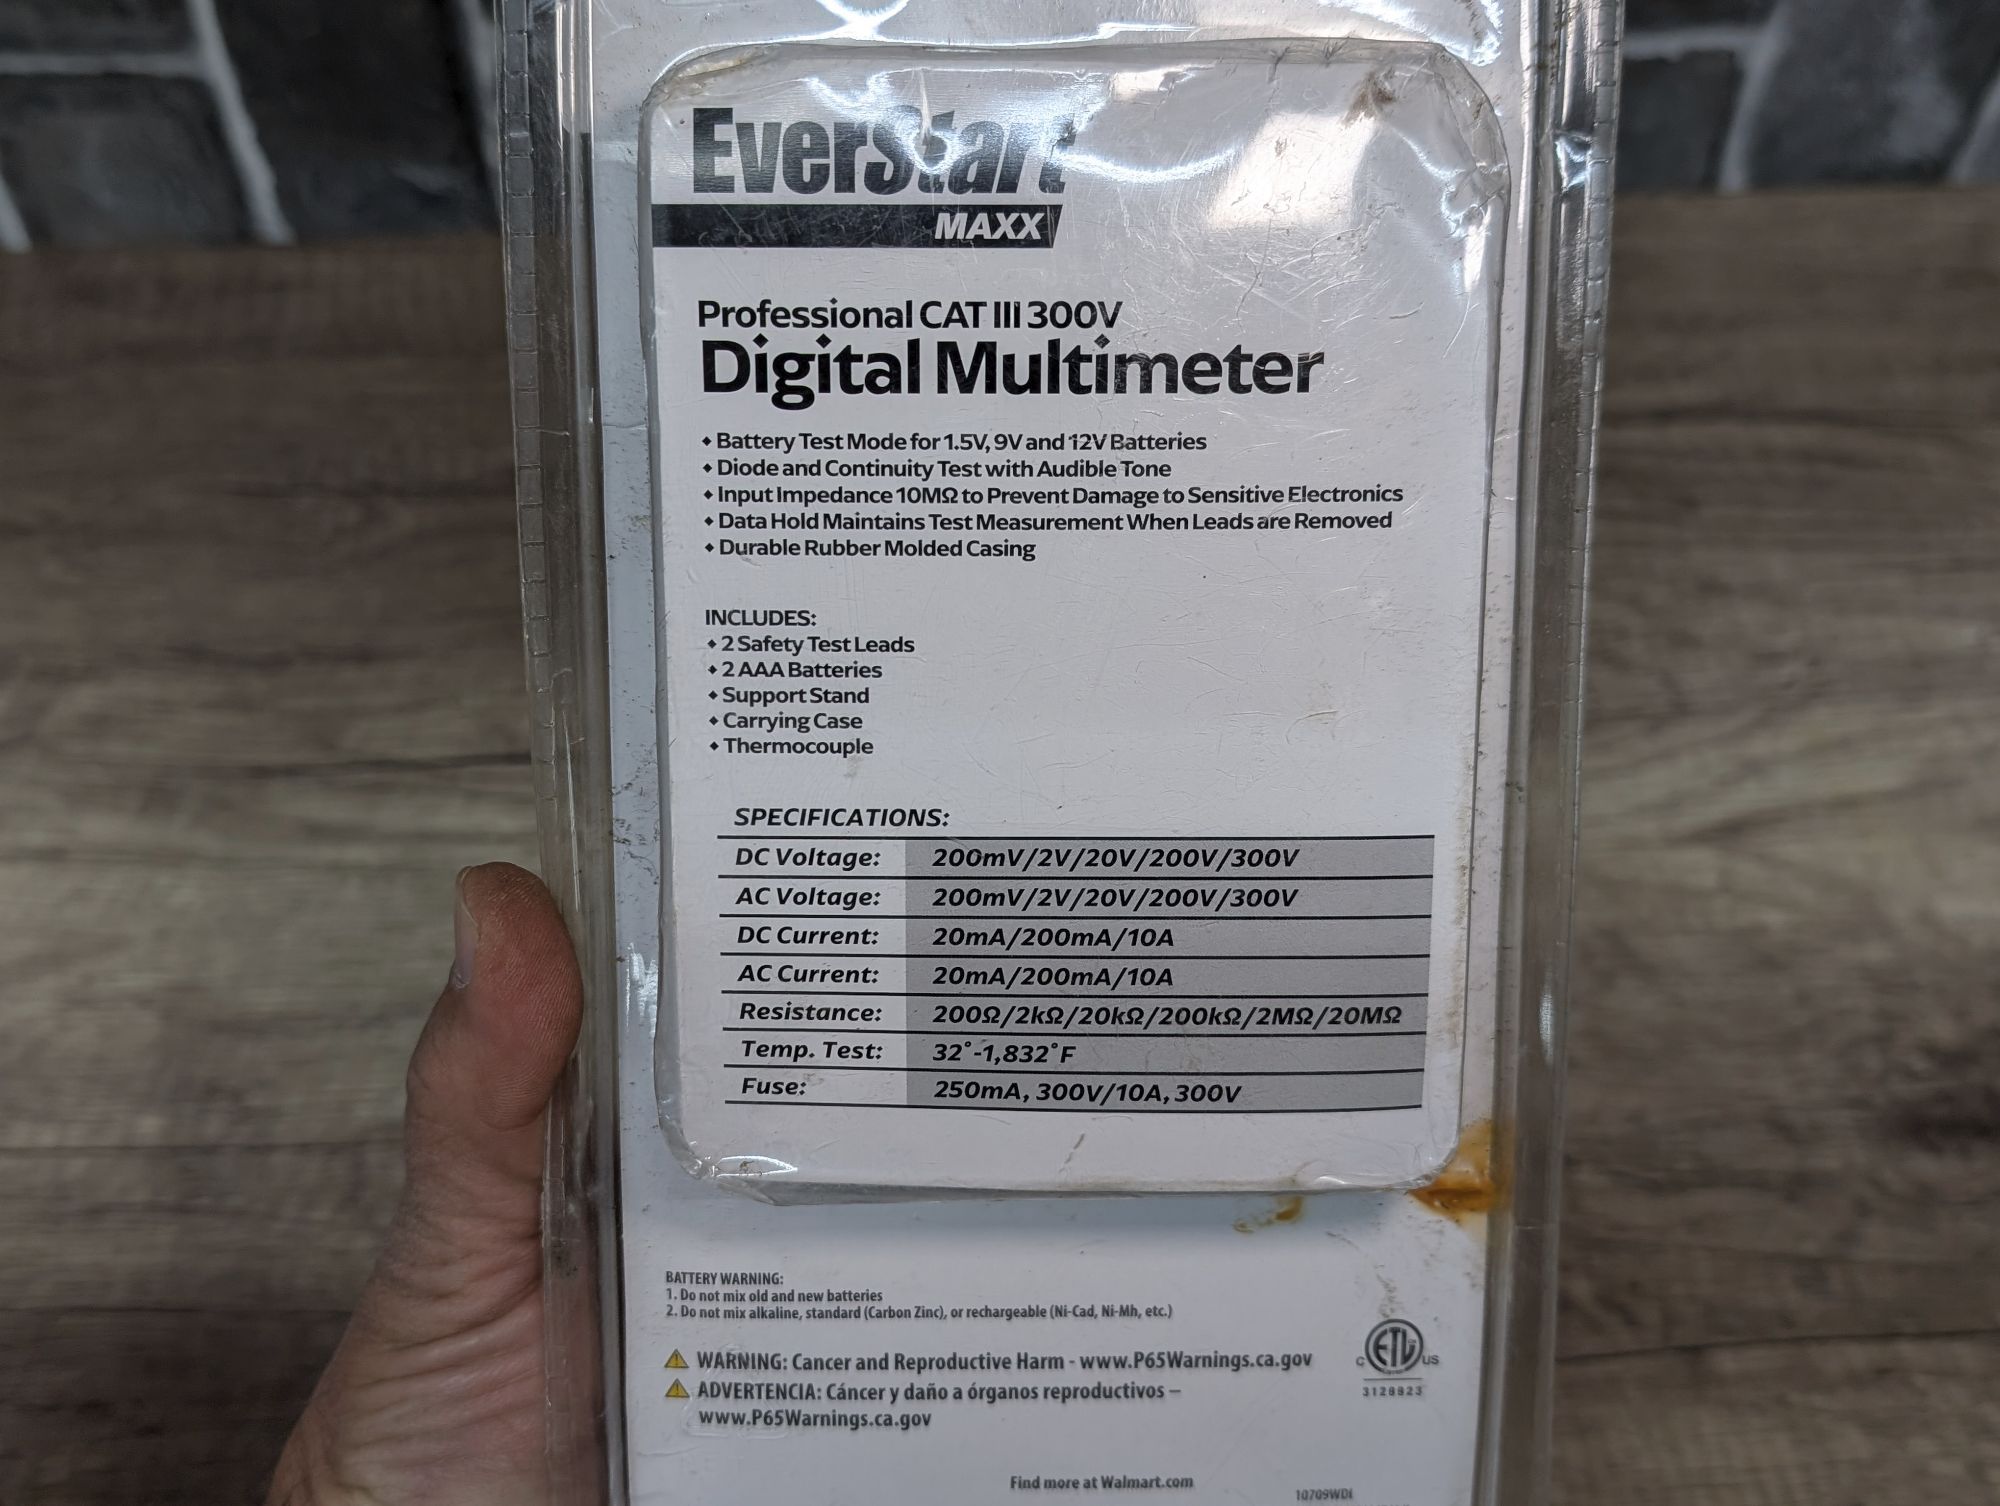 EverStart
MAXX
Professional CAT III 300V
Digital Multimeter
◆ Battery Test Mode for 1.5V, 9V and 12V Batteries
◆ Diode and Continuity Test with Audible Tone
◆ Input Impedance 10MΩ to Prevent Damage to Sensitive Electronics
◆ Data Hold Maintains Test Measurement When Leads are Removed
◆ Durable Rubber Molded Casing
INCLUDES:
◆ 2 Safety Test Leads
◆ 2 AAA Batteries
◆ Support Stand
◆ Carrying Case
◆ Thermocouple
SPECIFICATIONS:
DC Voltage: 200mV/2V/20V/200V/300V
AC Voltage: 200mV/2V/20V/200V/300V
DC Current: 20mA/200mA/10A
AC Current: 20mA/200mA/10A
Resistance: 200Ω/2kΩ/20kΩ/200kΩ/2MΩ/20MΩ
Temp. Test: 32°-1,832°F
Fuse: 250mA, 300V/10A, 300V
BATTERY WARNING:
1. Do not mix old and new batteries
2. Do not mix alkaline, standard (Carbon Zinc), or rechargeable (Ni-Cad, Ni-Mh, etc.)
WARNING: Cancer and Reproductive Harm - www.P65Warnings.ca.gov
ADVERTENCIA: Cáncer y daño a órganos reproductivos –
www.P65Warnings.ca.gov
C ETL US
3128823
Find more at Walmart.com
10709WDI